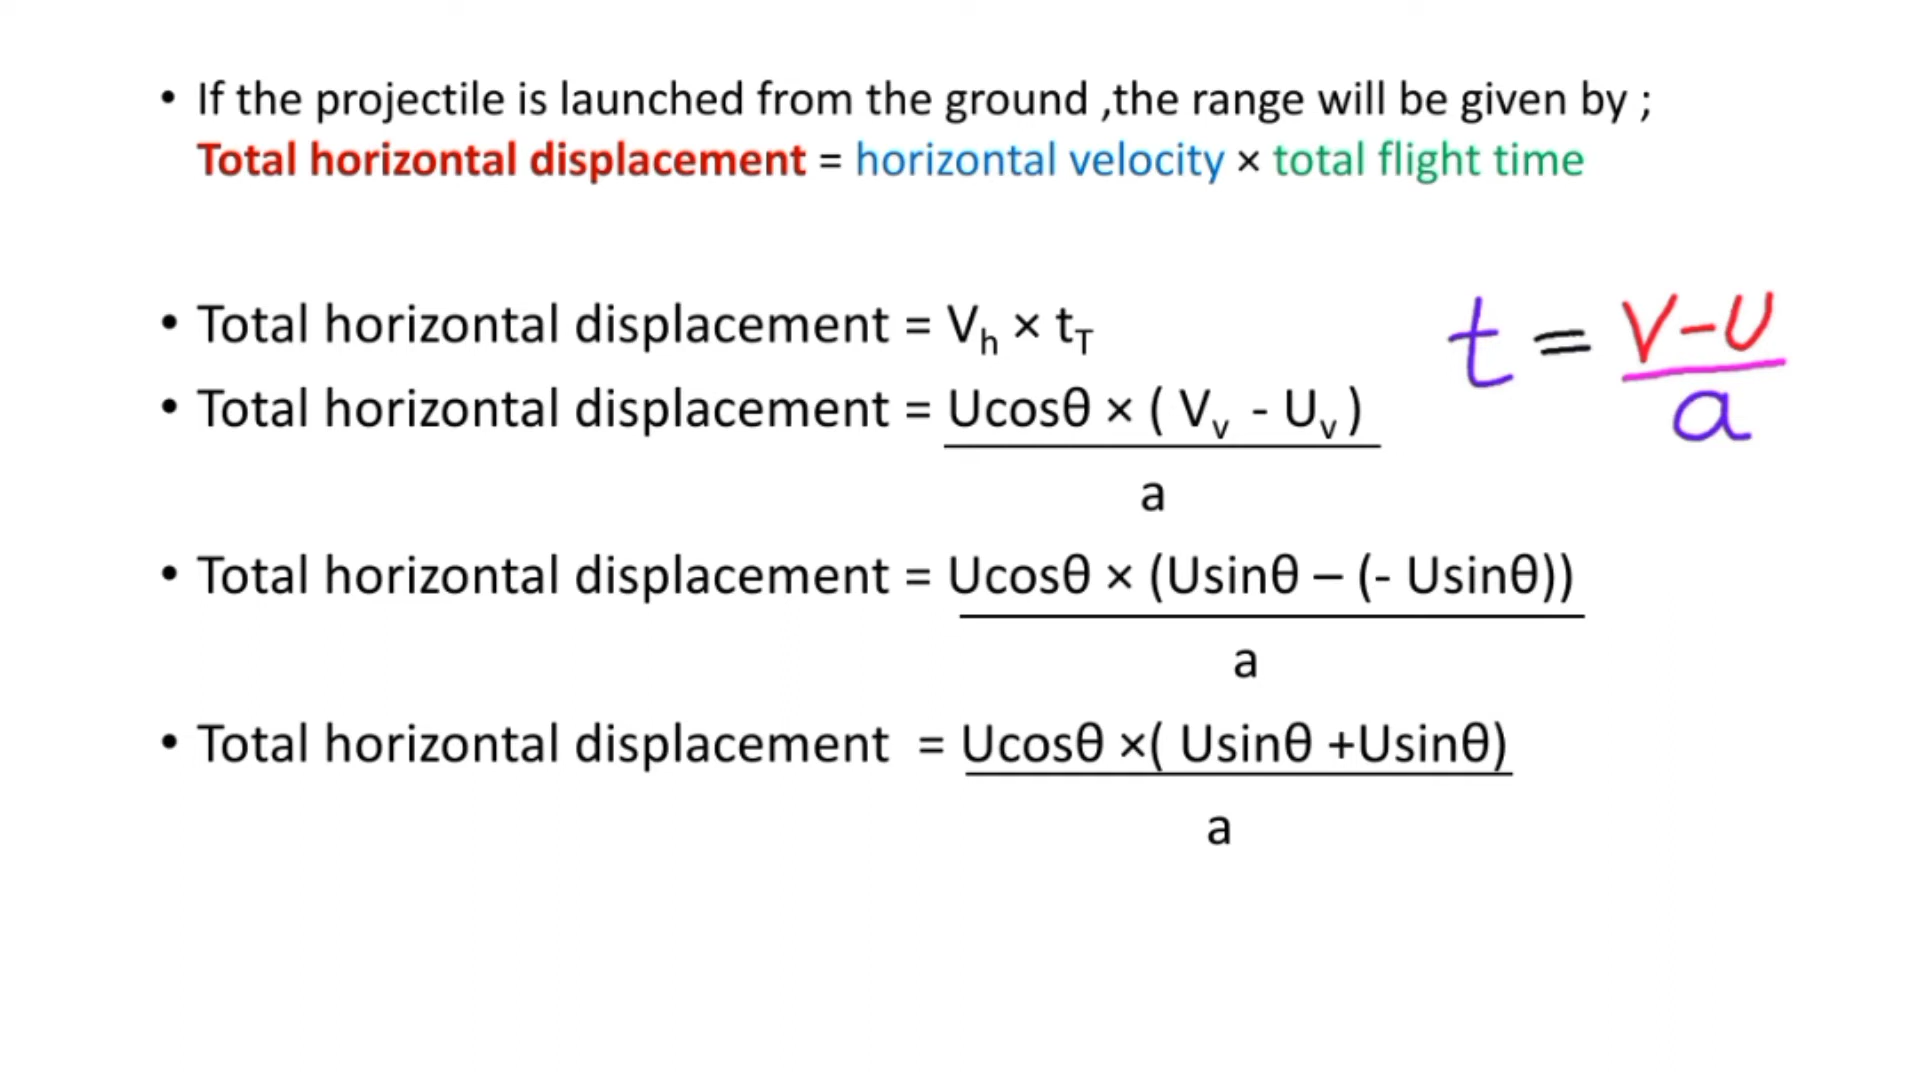 • If the projectile is launched from the ground ,the range will be given by ;
Total horizontal displacement = horizontal velocity × total flight time
• Total horizontal displacement = Vh × tT
t = V-U
a
• Total horizontal displacement = Ucosθ × ( Vv - Uv )
a
• Total horizontal displacement = Ucosθ × (Usinθ – (- Usinθ))
a
• Total horizontal displacement = Ucosθ ×( Usinθ +Usinθ)
a